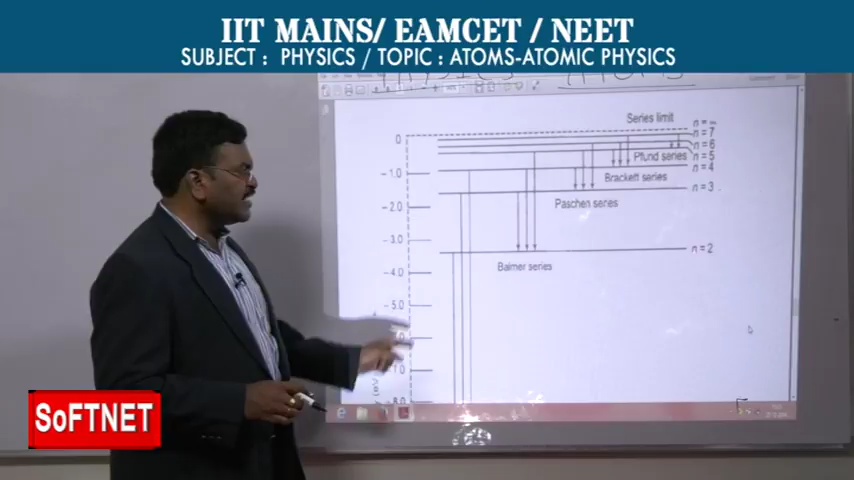 IIT MAINS/ EAMCET / NEET
SUBJECT : PHYSICS / TOPIC : ATOMS-ATOMIC PHYSICS
PHYSICS ATOMS
Series limit
n = ∞
0
n = 7
n = 6
Pfund series
n = 5
n = 4
-1.0
Brackett series
n = 3
-2.0
Paschen series
-3.0
n = 2
-4.0
Balmer series
-5.0
-8.0
SoFTNET